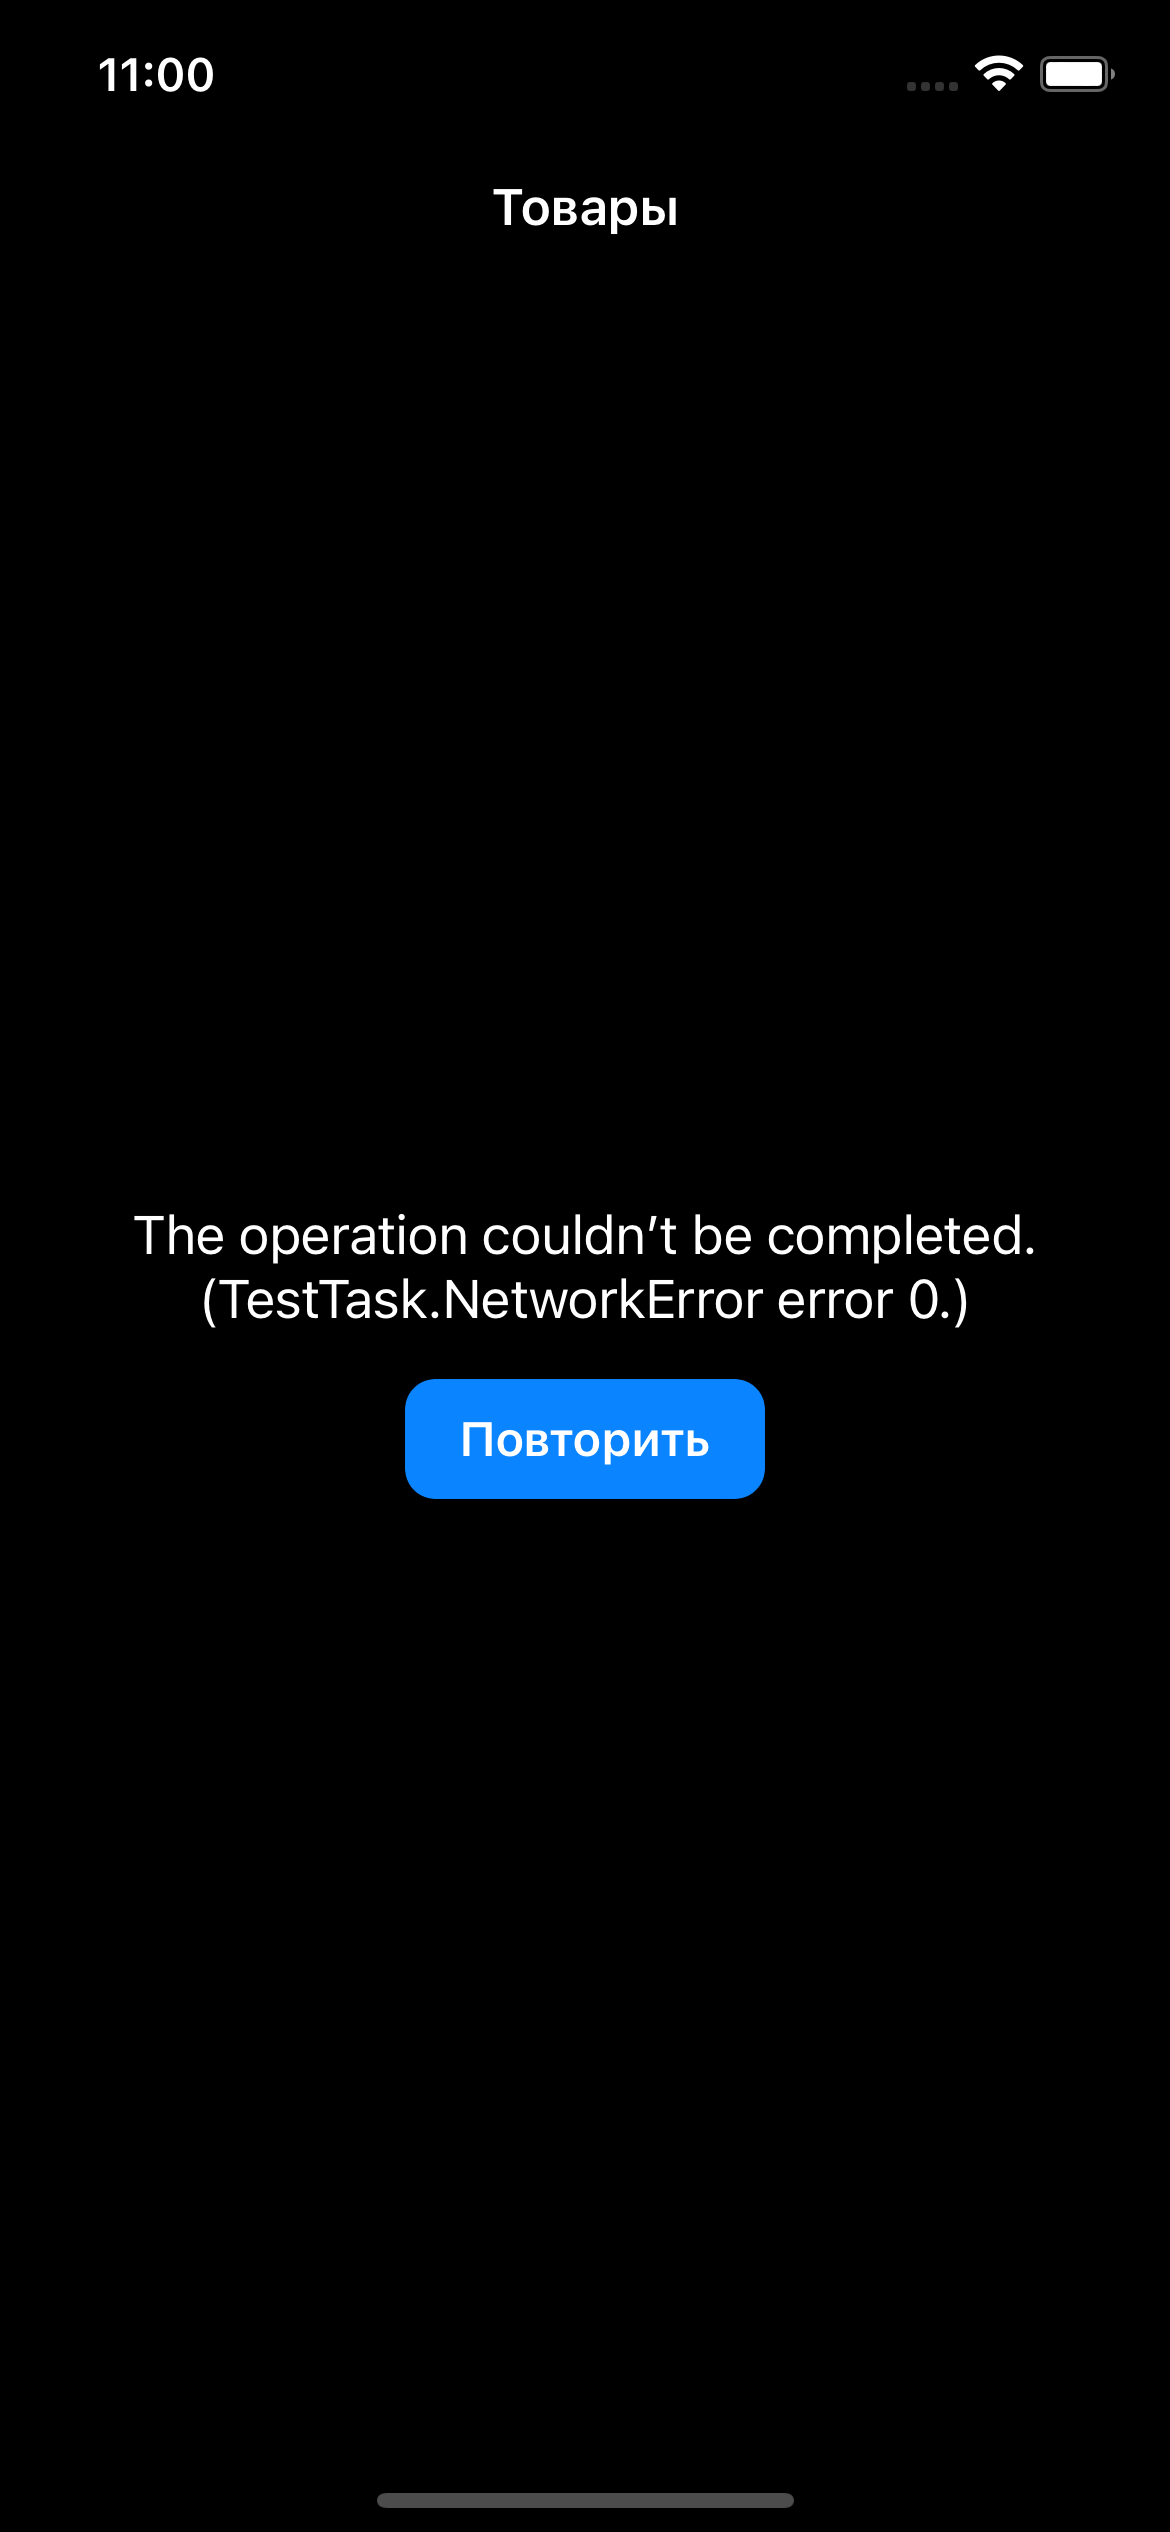 11:00
Товары
The operation couldn’t be completed.
(TestTask.NetworkError error 0.)
Повторить